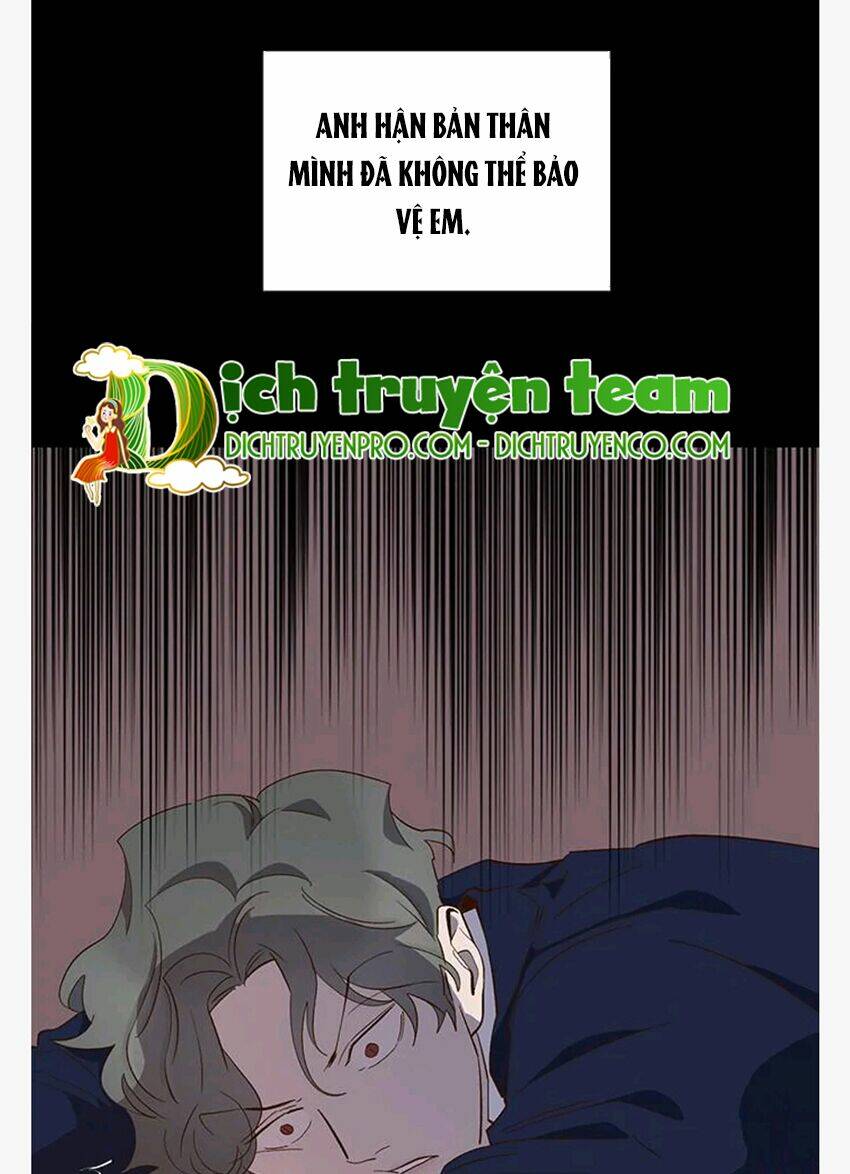 ANH HẬN BẢN THÂN
MÌNH ĐÃ KHÔNG THỂ BẢO
VỆ EM.
Dịch truyện team
DICHTRUYENPRO.COM - DICHTRUYENCO.COM